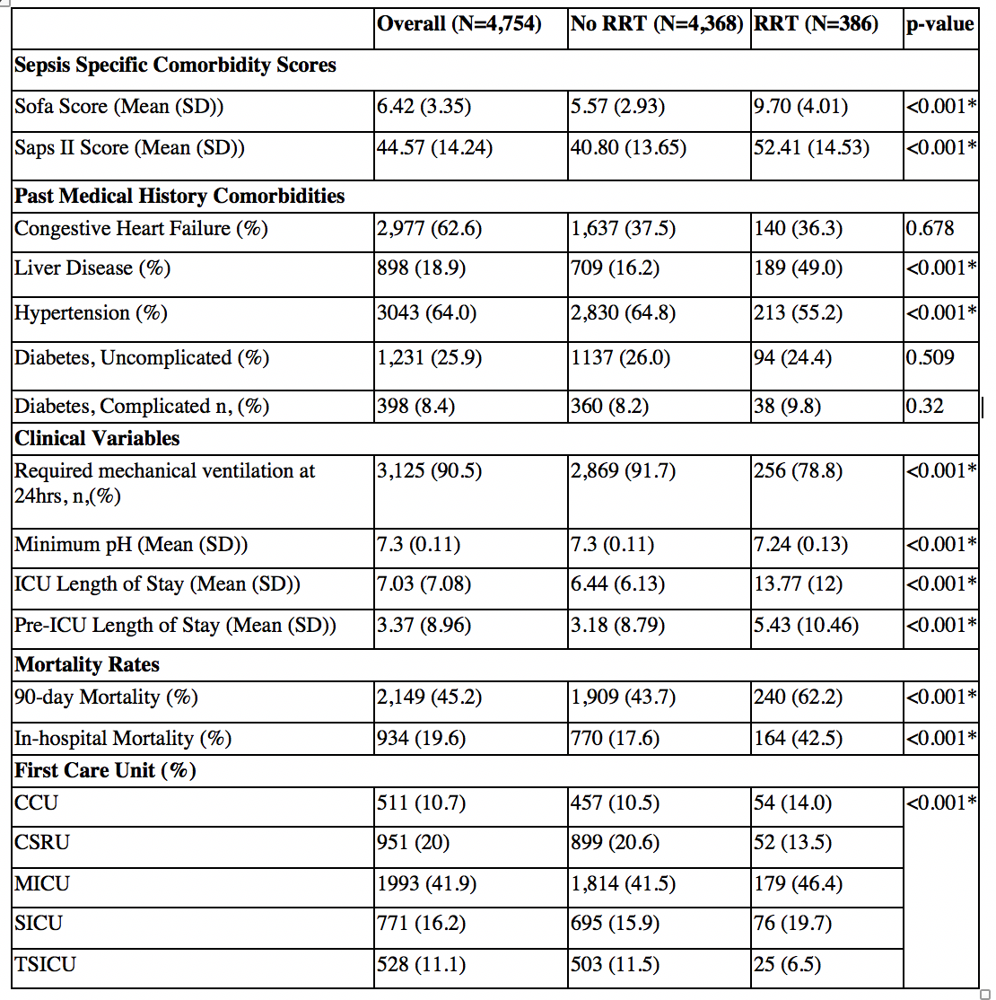 Overall (N=4,754) No RRT (N=4,368) RRT (N=386) p-value
Sepsis Specific Comorbidity Scores
Sofa Score (Mean (SD)) 6.42 (3.35) 5.57 (2.93) 9.70 (4.01) <0.001*
Saps II Score (Mean (SD)) 44.57 (14.24) 40.80 (13.65) 52.41 (14.53) <0.001*
Past Medical History Comorbidities
Congestive Heart Failure (%) 2,977 (62.6) 1,637 (37.5) 140 (36.3) 0.678
Liver Disease (%) 898 (18.9) 709 (16.2) 189 (49.0) <0.001*
Hypertension (%) 3043 (64.0) 2,830 (64.8) 213 (55.2) <0.001*
Diabetes, Uncomplicated (%) 1,231 (25.9) 1137 (26.0) 94 (24.4) 0.509
Diabetes, Complicated n, (%) 398 (8.4) 360 (8.2) 38 (9.8) 0.32
Clinical Variables
Required mechanical ventilation at 3,125 (90.5) 2,869 (91.7) 256 (78.8) <0.001*
24hrs, n,(%)
Minimum pH (Mean (SD)) 7.3 (0.11) 7.3 (0.11) 7.24 (0.13) <0.001*
ICU Length of Stay (Mean (SD)) 7.03 (7.08) 6.44 (6.13) 13.77 (12) <0.001*
Pre-ICU Length of Stay (Mean (SD)) 3.37 (8.96) 3.18 (8.79) 5.43 (10.46) <0.001*
Mortality Rates
90-day Mortality (%) 2,149 (45.2) 1,909 (43.7) 240 (62.2) <0.001*
In-hospital Mortality (%) 934 (19.6) 770 (17.6) 164 (42.5) <0.001*
First Care Unit (%)
CCU 511 (10.7) 457 (10.5) 54 (14.0) <0.001*
CSRU 951 (20) 899 (20.6) 52 (13.5)
MICU 1993 (41.9) 1,814 (41.5) 179 (46.4)
SICU 771 (16.2) 695 (15.9) 76 (19.7)
TSICU 528 (11.1) 503 (11.5) 25 (6.5)